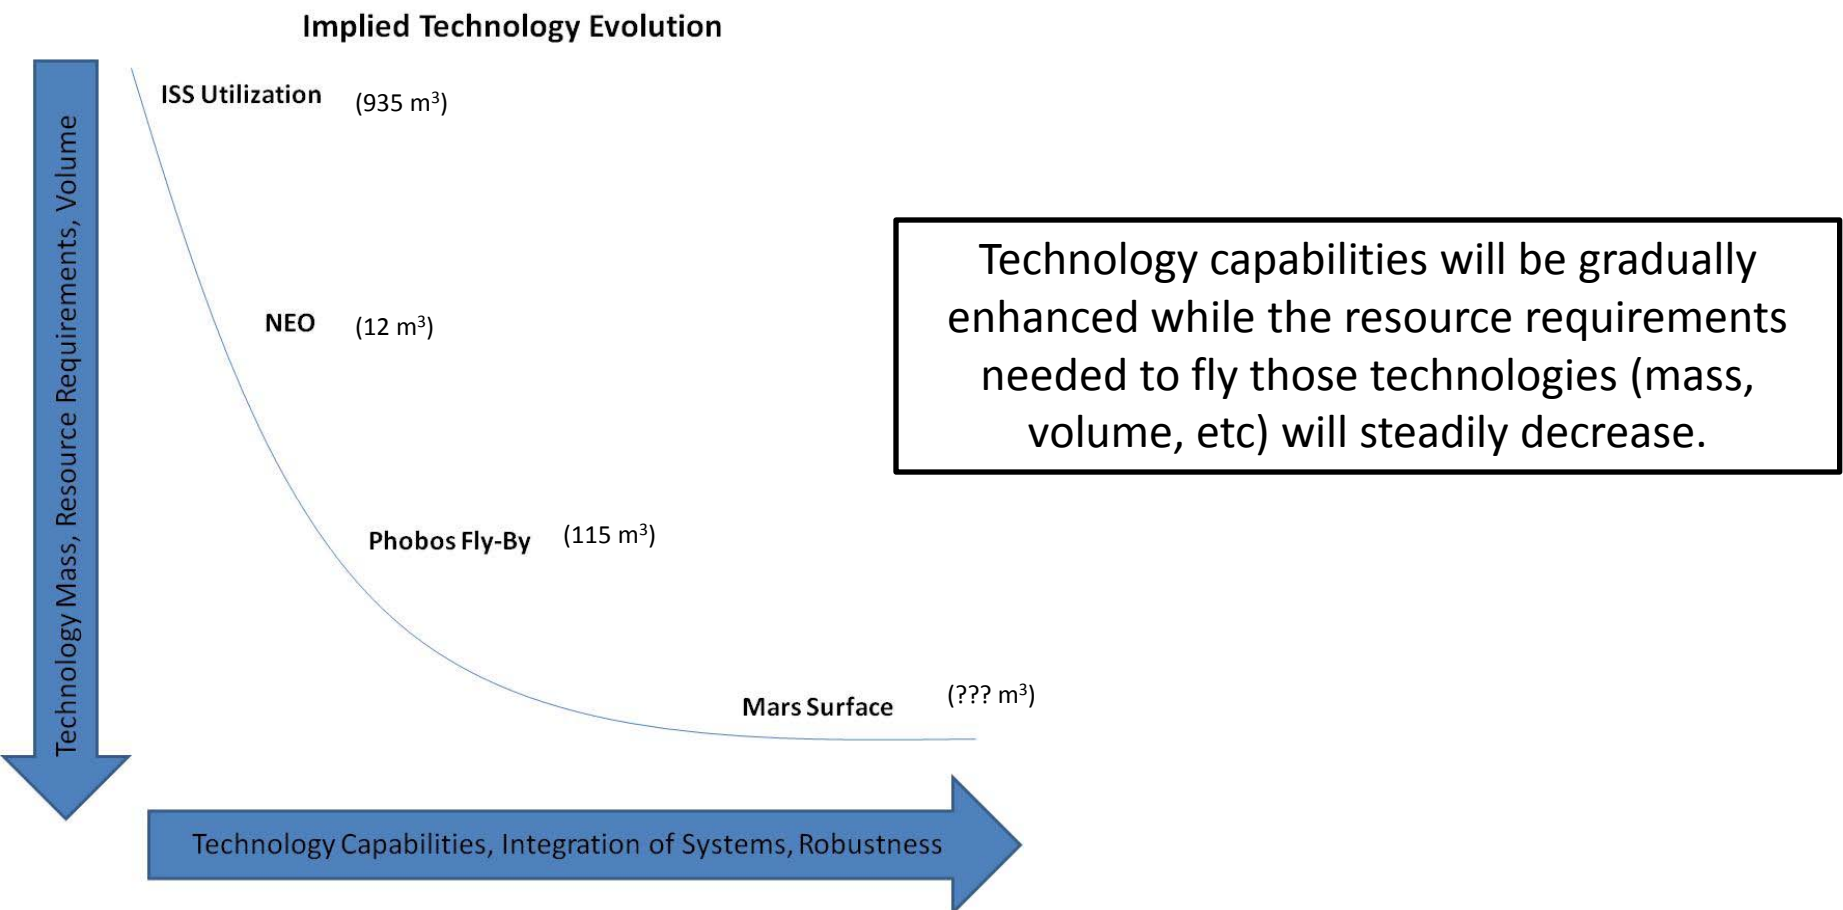 Implied Technology Evolution
Technology Mass, Resource Requirements, Volume
ISS Utilization (935 m³)
NEO (12 m³)
Phobos Fly-By (115 m³)
Mars Surface (??? m³)
Technology capabilities will be gradually
enhanced while the resource requirements
needed to fly those technologies (mass,
volume, etc) will steadily decrease.
Technology Capabilities, Integration of Systems, Robustness